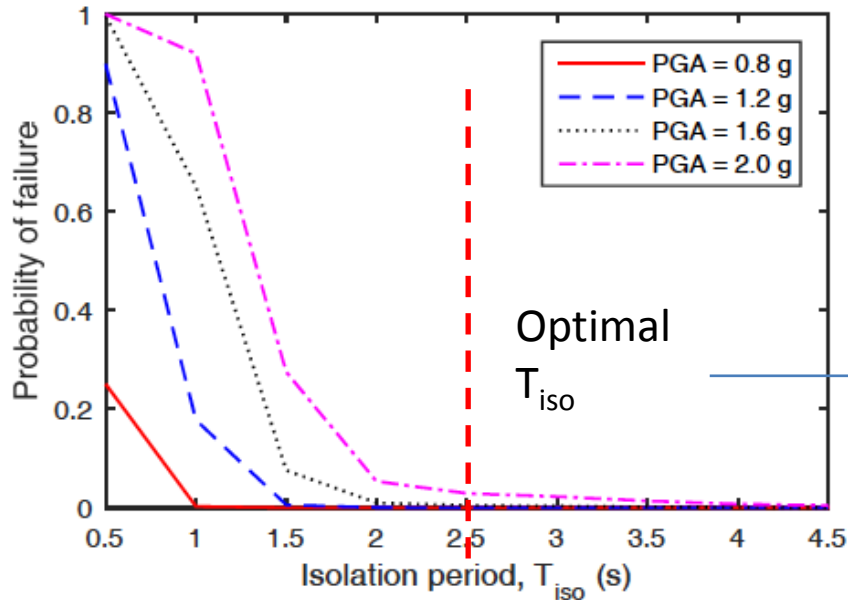 1
0.8
0.6
0.4
0.2
0
Probability of failure
PGA = 0.8 g
PGA = 1.2 g
PGA = 1.6 g
PGA = 2.0 g
Optimal
Tiso
0.5 1 1.5 2 2.5 3 3.5 4 4.5
Isolation period, Tiso (s)